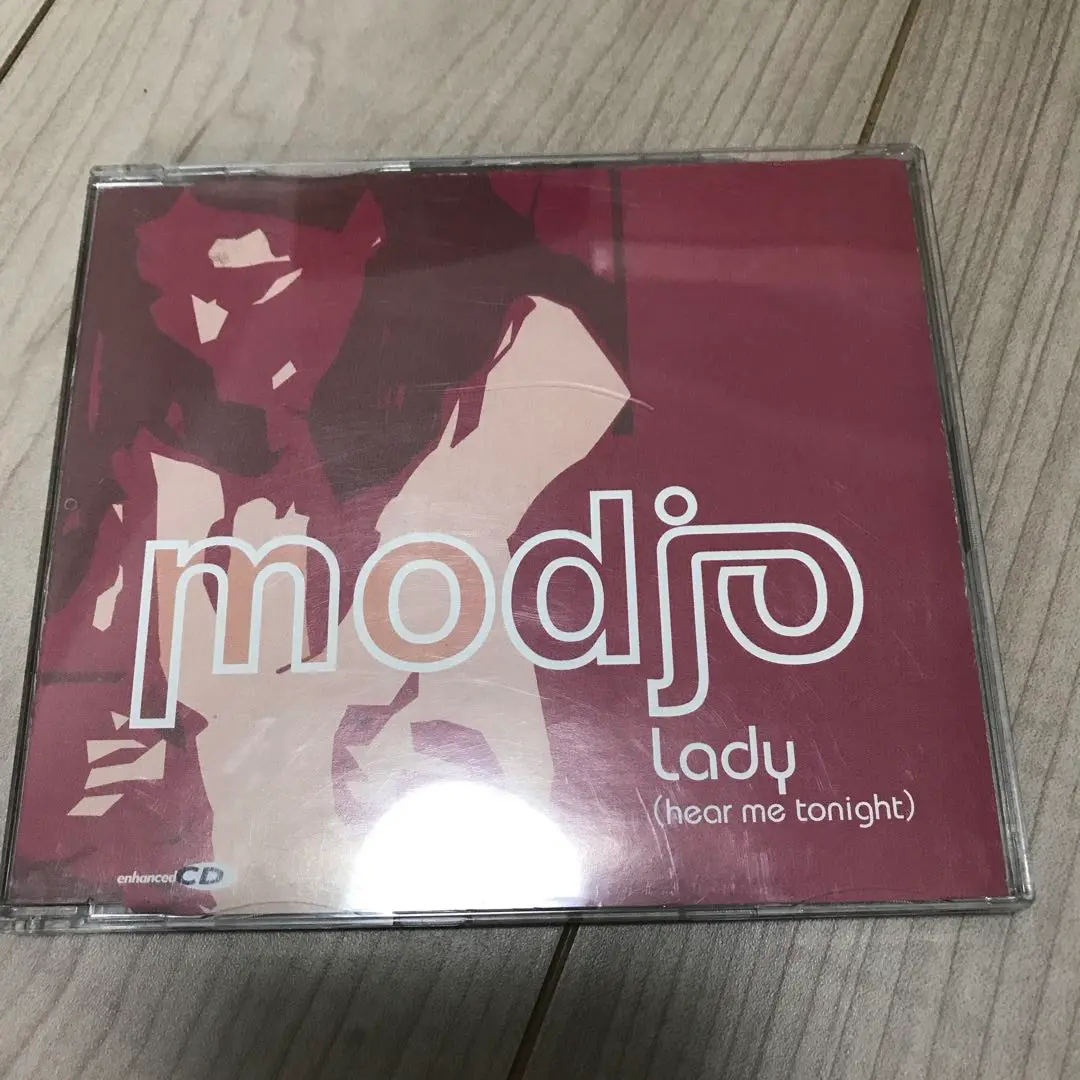 modjo
Lady
(hear me tonight)
enhanced CD